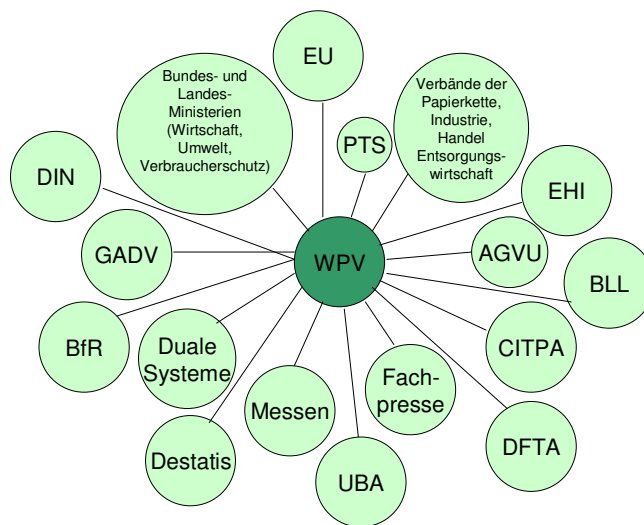 EU
Bundes- und
Landes-
Ministerien
(Wirtschaft,
Umwelt,
Verbraucherschutz)
Verbände der
Papierkette,
Industrie,
Handel
Entsorgungs-
wirtschaft
PTS
DIN
EHI
GADV
WPV
AGVU
BLL
BfR
Duale
Systeme
CITPA
Fach-
presse
Messen
Destatis
DFTA
UBA